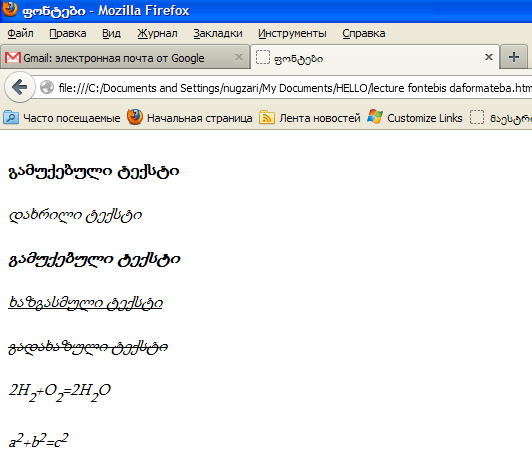 ფონტები - Mozilla Firefox
Файл Правка Вид Журнал Закладки Инструменты Справка
Gmail: электронная почта от Google × ფონტები × +
file:///C:/Documents and Settings/nugzari/My Documents/HELLO/lecture fontebis daformateba.htm
Часто посещаемые Начальная страница Лента новостей Customize Links მაესტრო
გამუქებული ტექსტი
დახრილი ტექსტი
გამუქებული ტექსტი
ხაზგასმული ტექსტი
გადახაზული ტექსტი
2H₂+O₂=2H₂O
a²+b²=c²